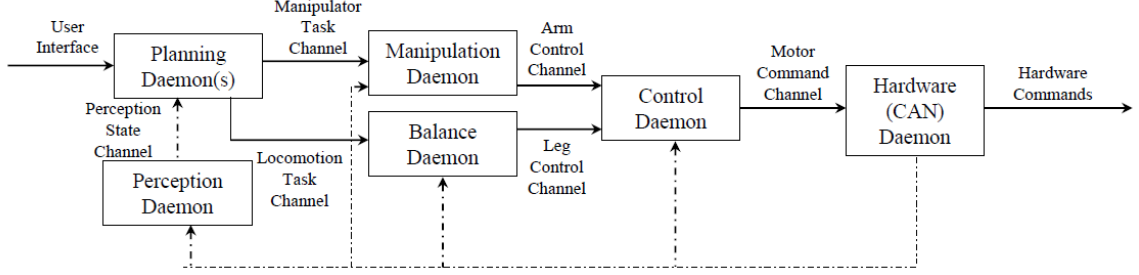 User
Interface
Planning
Daemon(s)
Manipulator
Task
Channel
Manipulation
Daemon
Arm
Control
Channel
Control
Daemon
Motor
Command
Channel
Hardware
(CAN)
Daemon
Hardware
Commands
Perception
State
Channel
Perception
Daemon
Locomotion
Task
Channel
Balance
Daemon
Leg
Control
Channel